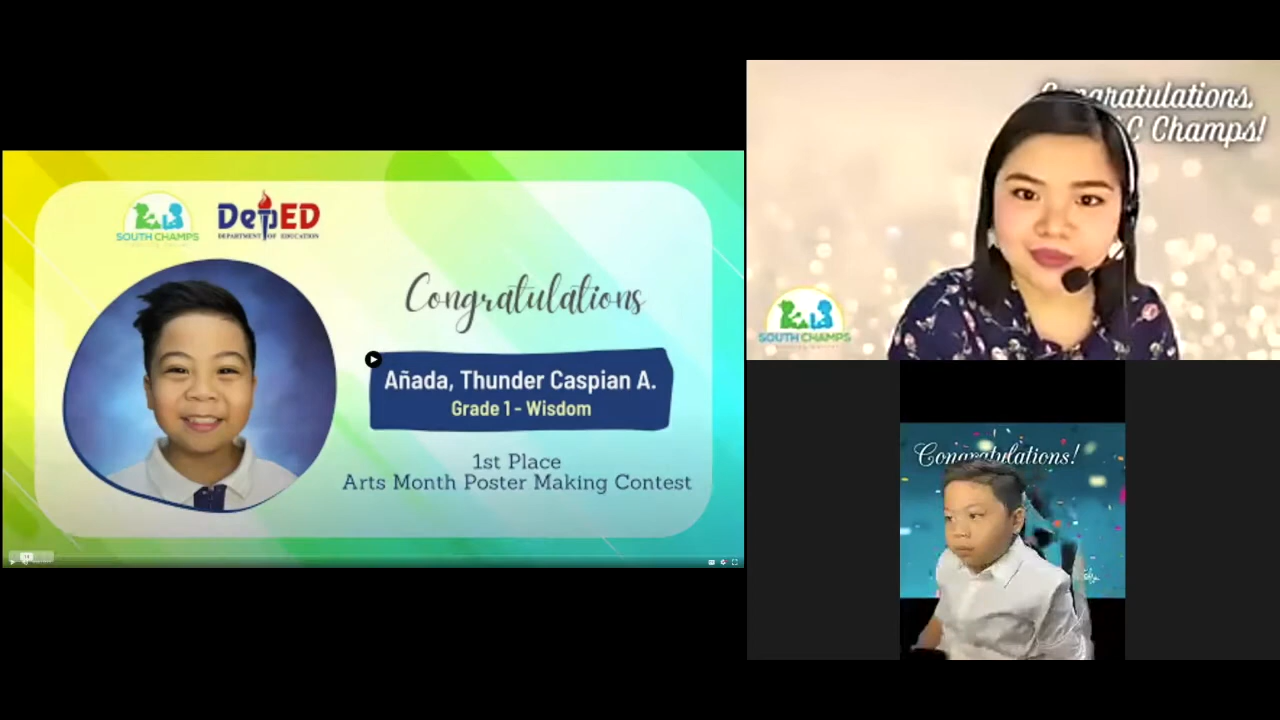 SOUTH CHAMPS
DepED
DEPARTMENT OF EDUCATION
Congratulations
Añada, Thunder Caspian A.
Grade 1 - Wisdom
1st Place
Arts Month Poster Making Contest
Congratulations,
C Champs!
SOUTH CHAMPS
Congratulations!